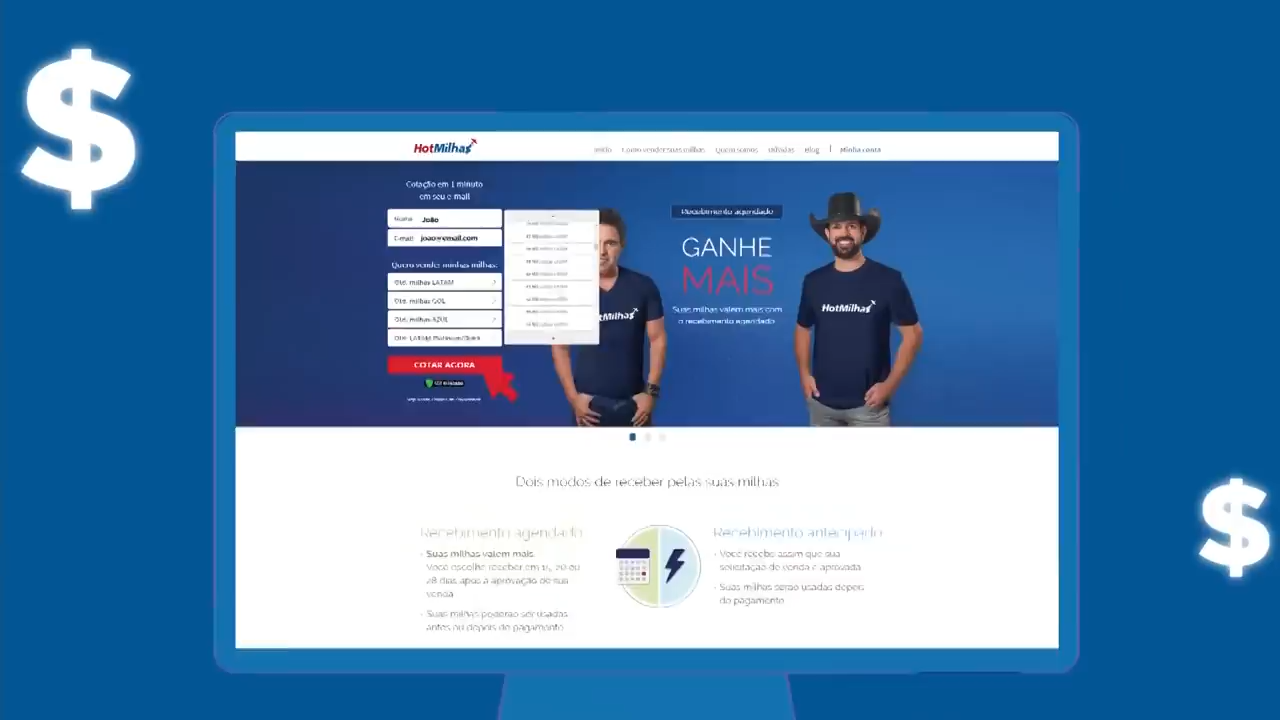 $
HotMilhas
Início Como vender suas milhas Quem somos Dúvidas Blog | Minha conta
Cotação em 1 minuto
em seu e-mail
Nome João
E-mail joao@email.com
Quero vender minhas milhas:
Qtd. milhas LATAM
Qtd. milhas GOL
Qtd. milhas AZUL
Qtd. LATAM
COTAR AGORA
Recebimento agendado
GANHE
MAIS
Suas milhas valem mais com
o recebimento agendado
HotMilhas
HotMilhas
Dois modos de receber pelas suas milhas
Recebimento agendado
- Suas milhas valem mais.
Você escolhe receber em 15, 20 ou
28 dias após a aprovação de sua
venda
- Suas milhas poderão ser usadas
antes ou depois do pagamento
Recebimento antecipado
- Você recebe assim que sua
solicitação de venda é aprovada
- Suas milhas serão usadas depois
do pagamento
$